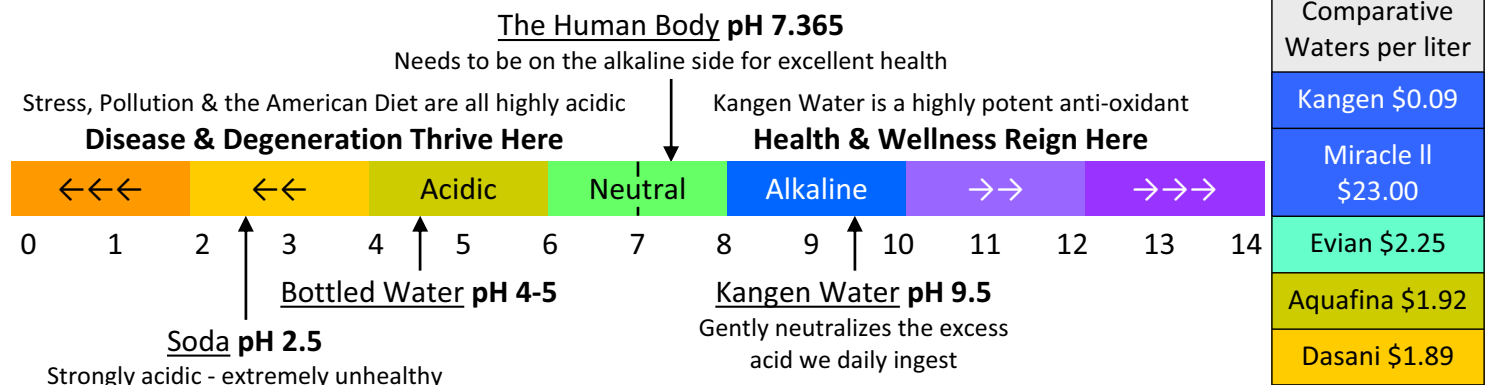 The Human Body pH 7.365
Needs to be on the alkaline side for excellent health
Stress, Pollution & the American Diet are all highly acidic
Disease & Degeneration Thrive Here
Kangen Water is a highly potent anti-oxidant
Health & Wellness Reign Here
←←← ←← Acidic Neutral Alkaline →→ →→→
0 1 2 3 4 5 6 7 8 9 10 11 12 13 14
Bottled Water pH 4-5
Soda pH 2.5
Strongly acidic - extremely unhealthy
Kangen Water pH 9.5
Gently neutralizes the excess
acid we daily ingest
Comparative
Waters per liter
Kangen $0.09
Miracle ll
$23.00
Evian $2.25
Aquafina $1.92
Dasani $1.89